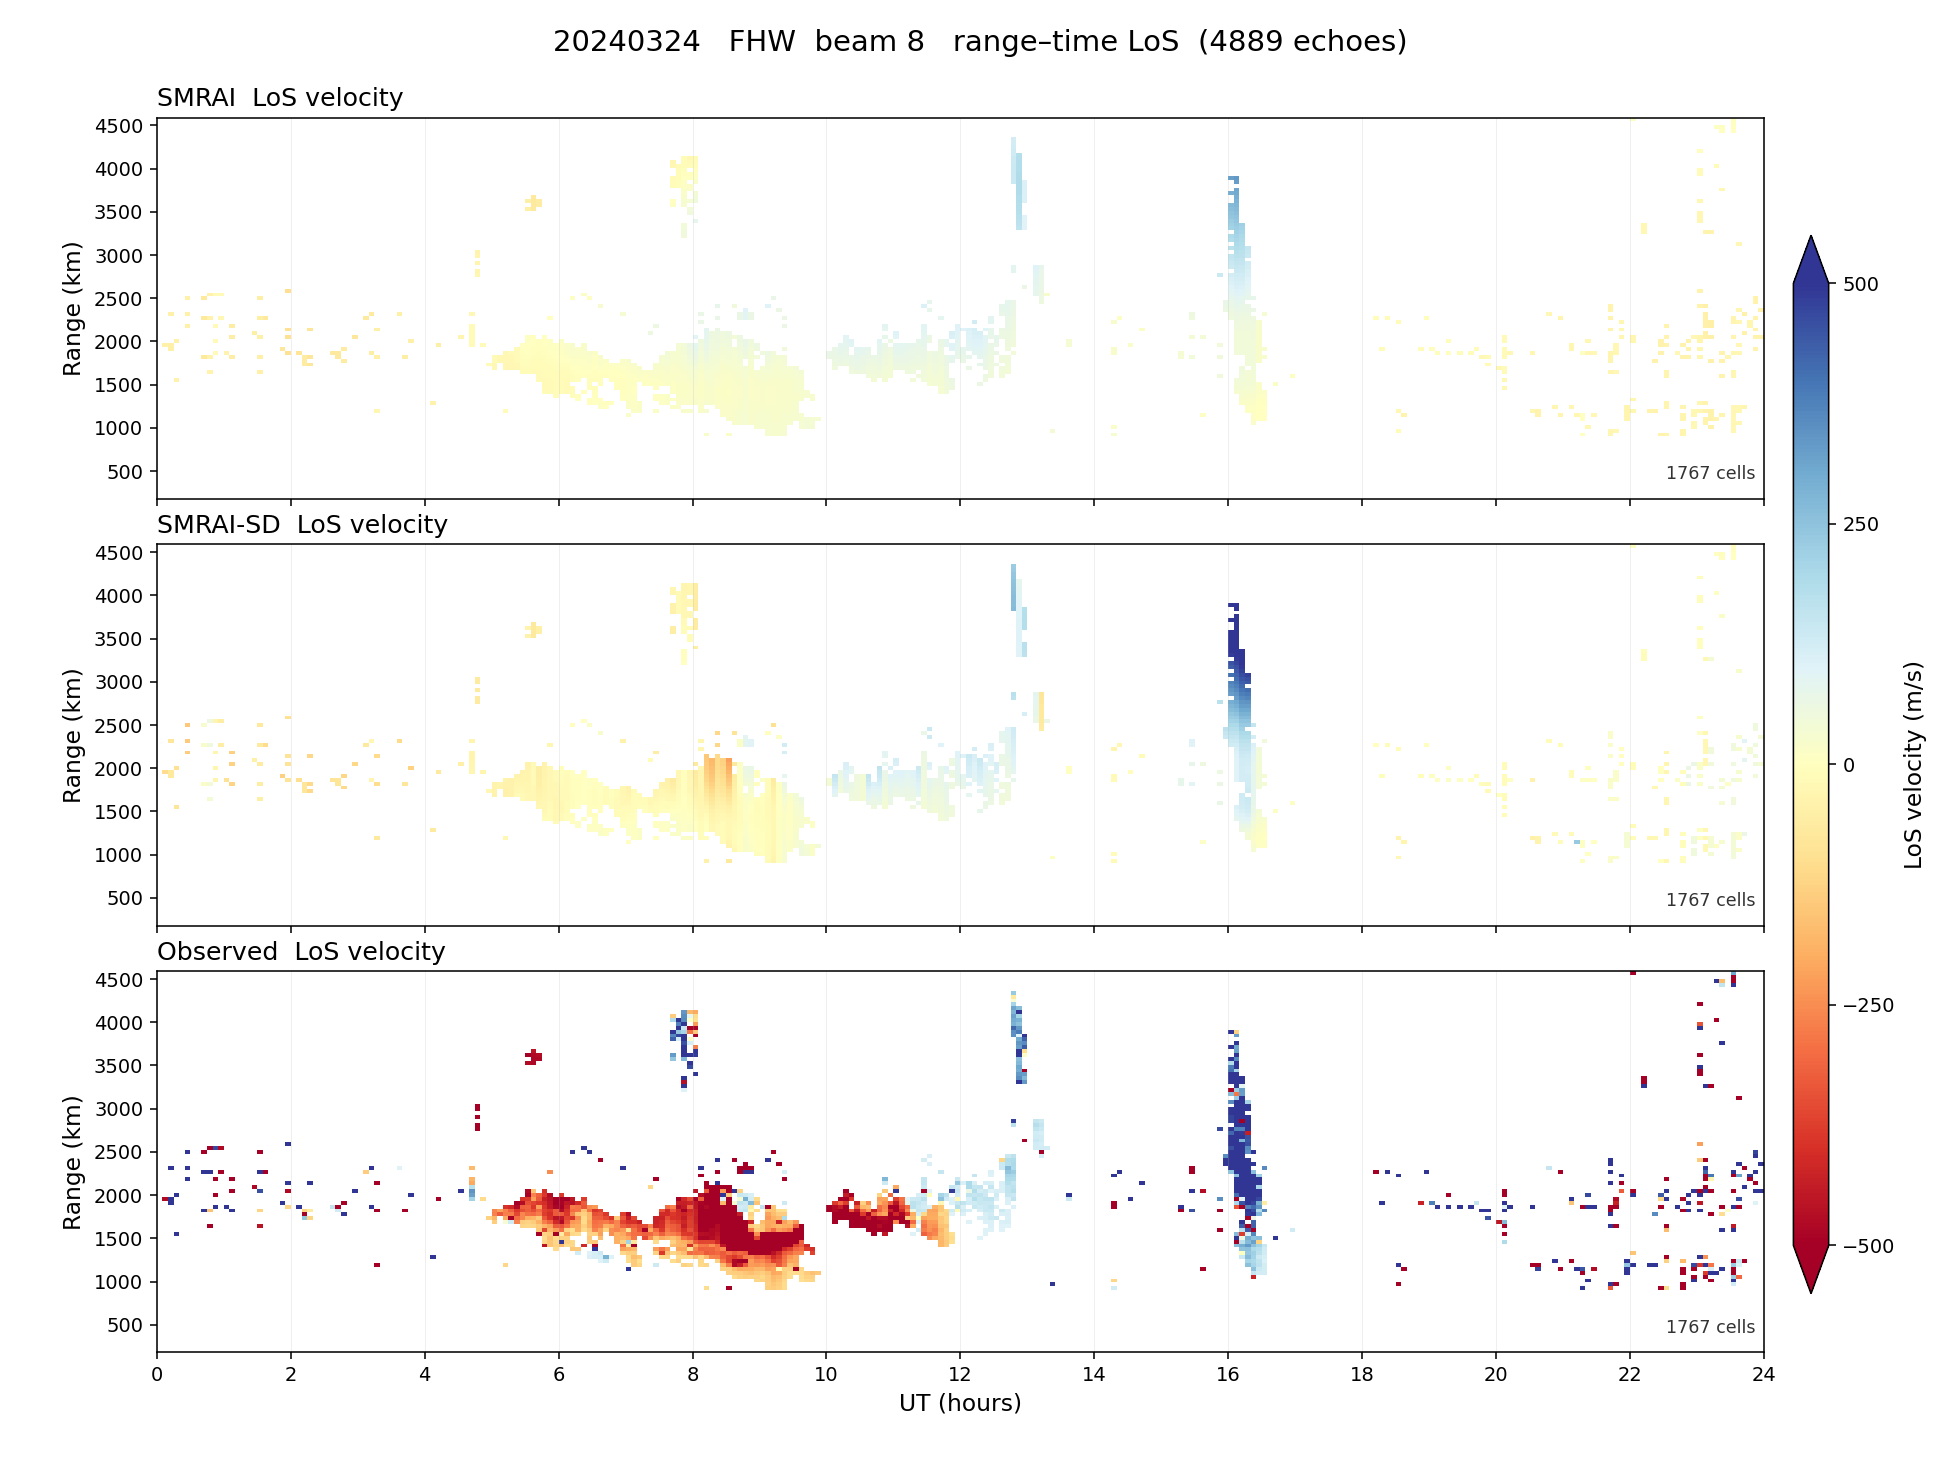 20240324   FHW  beam 8   range–time LoS  (4889 echoes)
SMRAI  LoS velocity
4500
4000
3500
3000
2500
2000
1500
1000
500
Range (km)
1767 cells
SMRAI-SD  LoS velocity
4500
4000
3500
3000
2500
2000
1500
1000
500
Range (km)
1767 cells
Observed  LoS velocity
4500
4000
3500
3000
2500
2000
1500
1000
500
Range (km)
1767 cells
0 2 4 6 8 10 12 14 16 18 20 22 24
UT (hours)
500
250
0
−250
−500
LoS velocity (m/s)